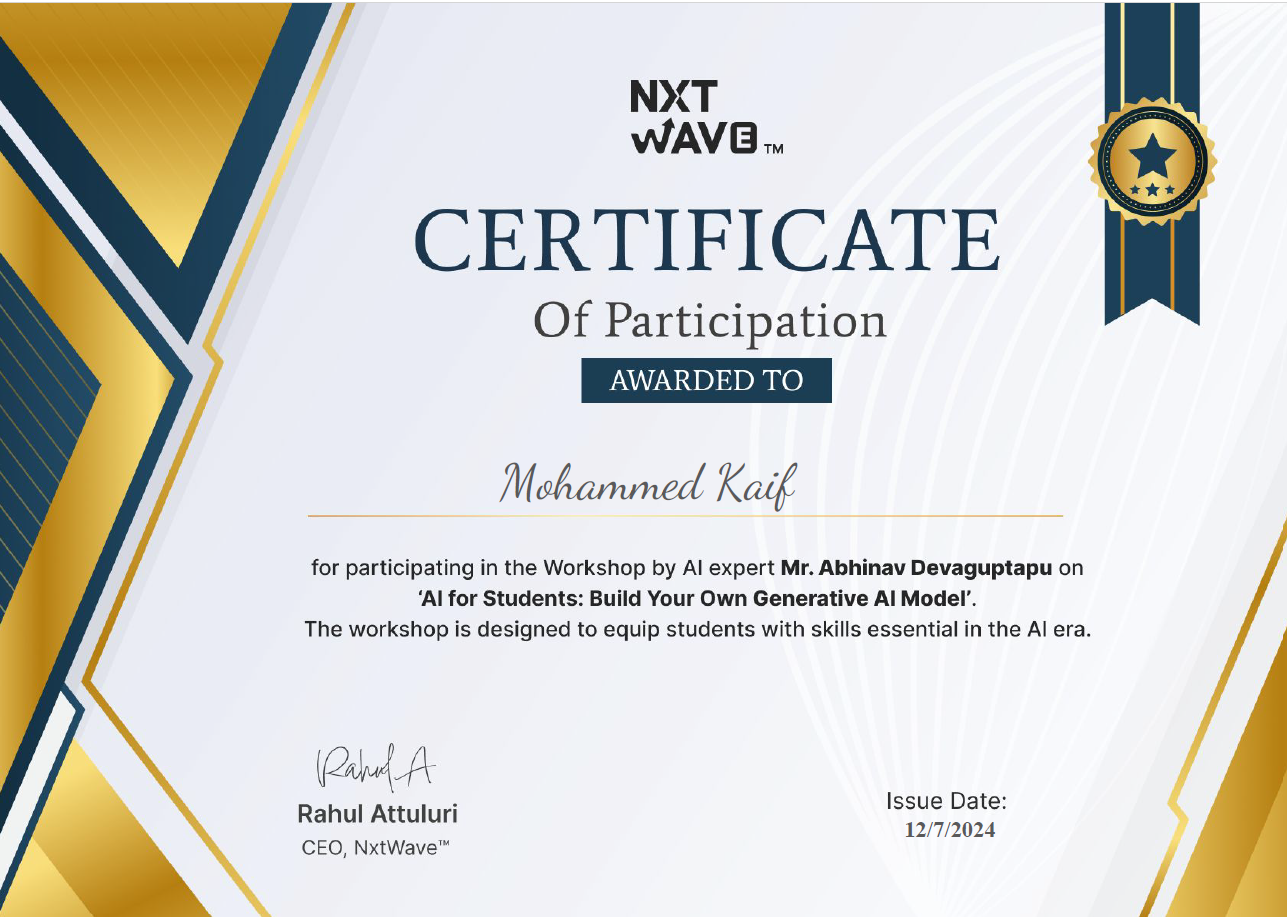 NXT
WAVE™
CERTIFICATE
Of Participation
AWARDED TO
Mohammed Kaif
for participating in the Workshop by AI expert Mr. Abhinav Devaguptapu on
‘AI for Students: Build Your Own Generative AI Model’.
The workshop is designed to equip students with skills essential in the AI era.
Rahul A
Rahul Attuluri
CEO, NxtWave™
Issue Date:
12/7/2024